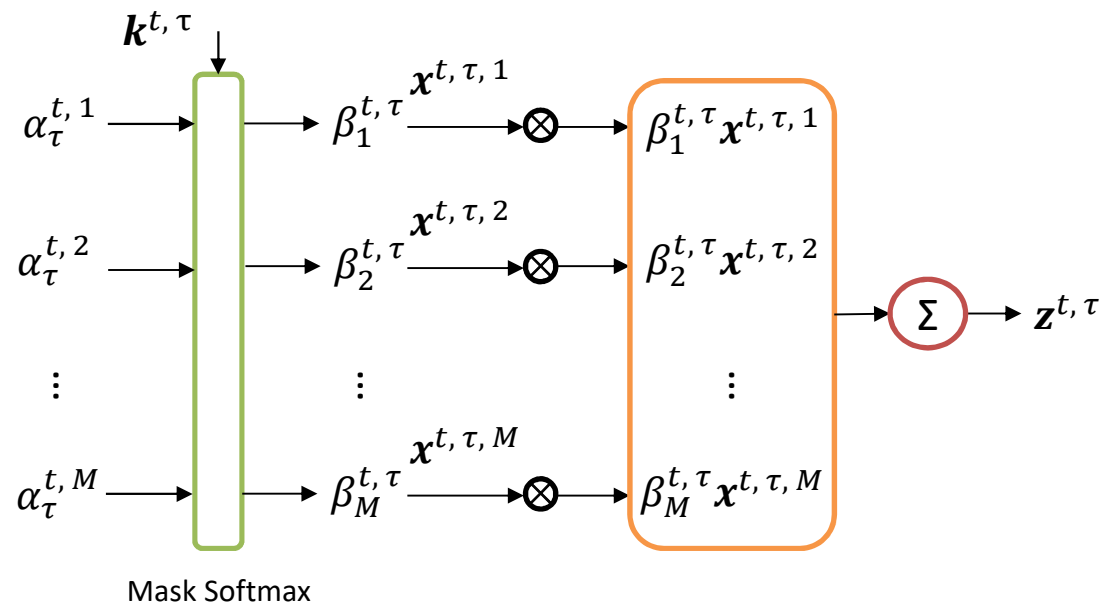 𝒌^{t, τ}
α_τ^{t, 1} β_1^{t, τ} 𝒙^{t, τ, 1} ⊗ β_1^{t, τ} 𝒙^{t, τ, 1}
α_τ^{t, 2} β_2^{t, τ} 𝒙^{t, τ, 2} ⊗ β_2^{t, τ} 𝒙^{t, τ, 2}
Σ 𝒛^{t, τ}
⋮ ⋮ ⋮
α_τ^{t, M} β_M^{t, τ} 𝒙^{t, τ, M} ⊗ β_M^{t, τ} 𝒙^{t, τ, M}
Mask Softmax